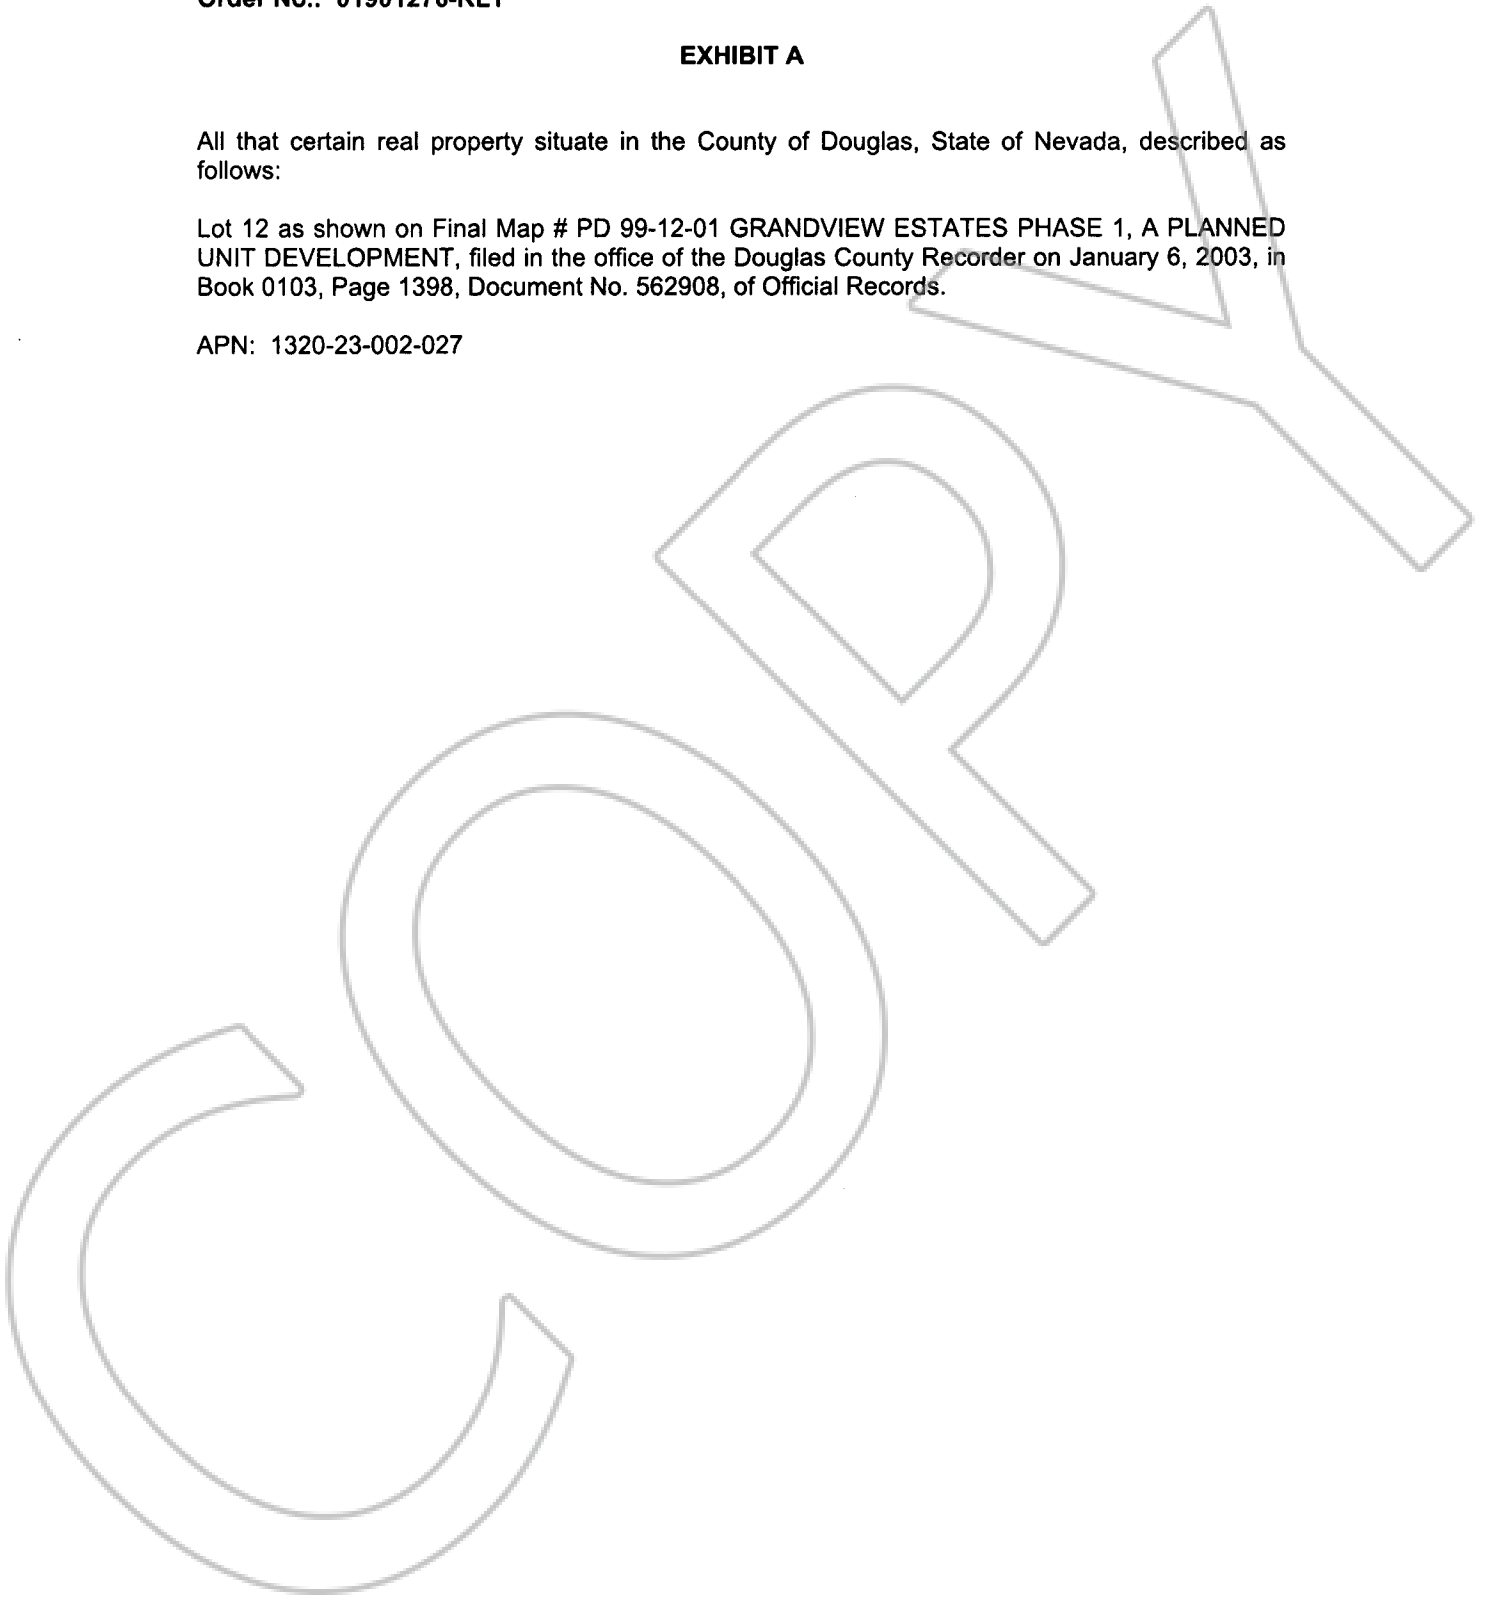 Order No.:
EXHIBIT A
All that certain real property situate in the County of Douglas, State of Nevada, described as
follows:
Lot 12 as shown on Final Map # PD 99-12-01 GRANDVIEW ESTATES PHASE 1, A PLANNED
UNIT DEVELOPMENT, filed in the office of the Douglas County Recorder on January 6, 2003, in
Book 0103, Page 1398, Document No. 562908, of Official Records.
APN: 1320-23-002-027
COPY